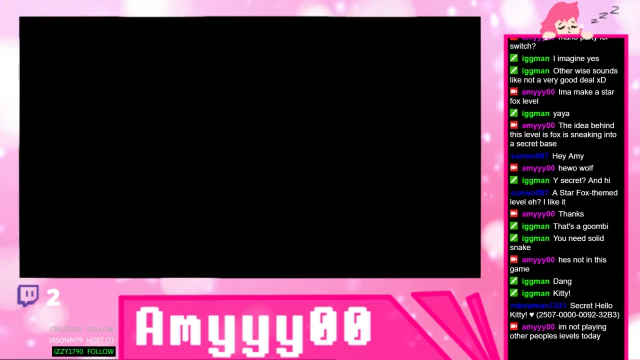 z z z
switch?
iggman I imagine yes
iggman Other wise sounds
like not a very good deal xD
amyyy00 Ima make a star
fox level
iggman yaya
amyyy00 The idea behind
this level is fox is sneaking into
a secret base
Hey Amy
amyyy00 hewo wolf
iggman Y secret? And hi
A Star Fox-themed
level eh? I like it
amyyy00 Thanks
iggman That's a goombi
iggman You need solid
snake
amyyy00 hes not in this
game
iggman Dang
iggman Kitty!
Secret Hello
Kitty! ♥ (2507-0000-0092-32B3)
amyyy00 im not playing
other peoples levels today
2
FOLLOW
JASONM79 HOST (1)
IZZY1790 FOLLOW
Amyyy00